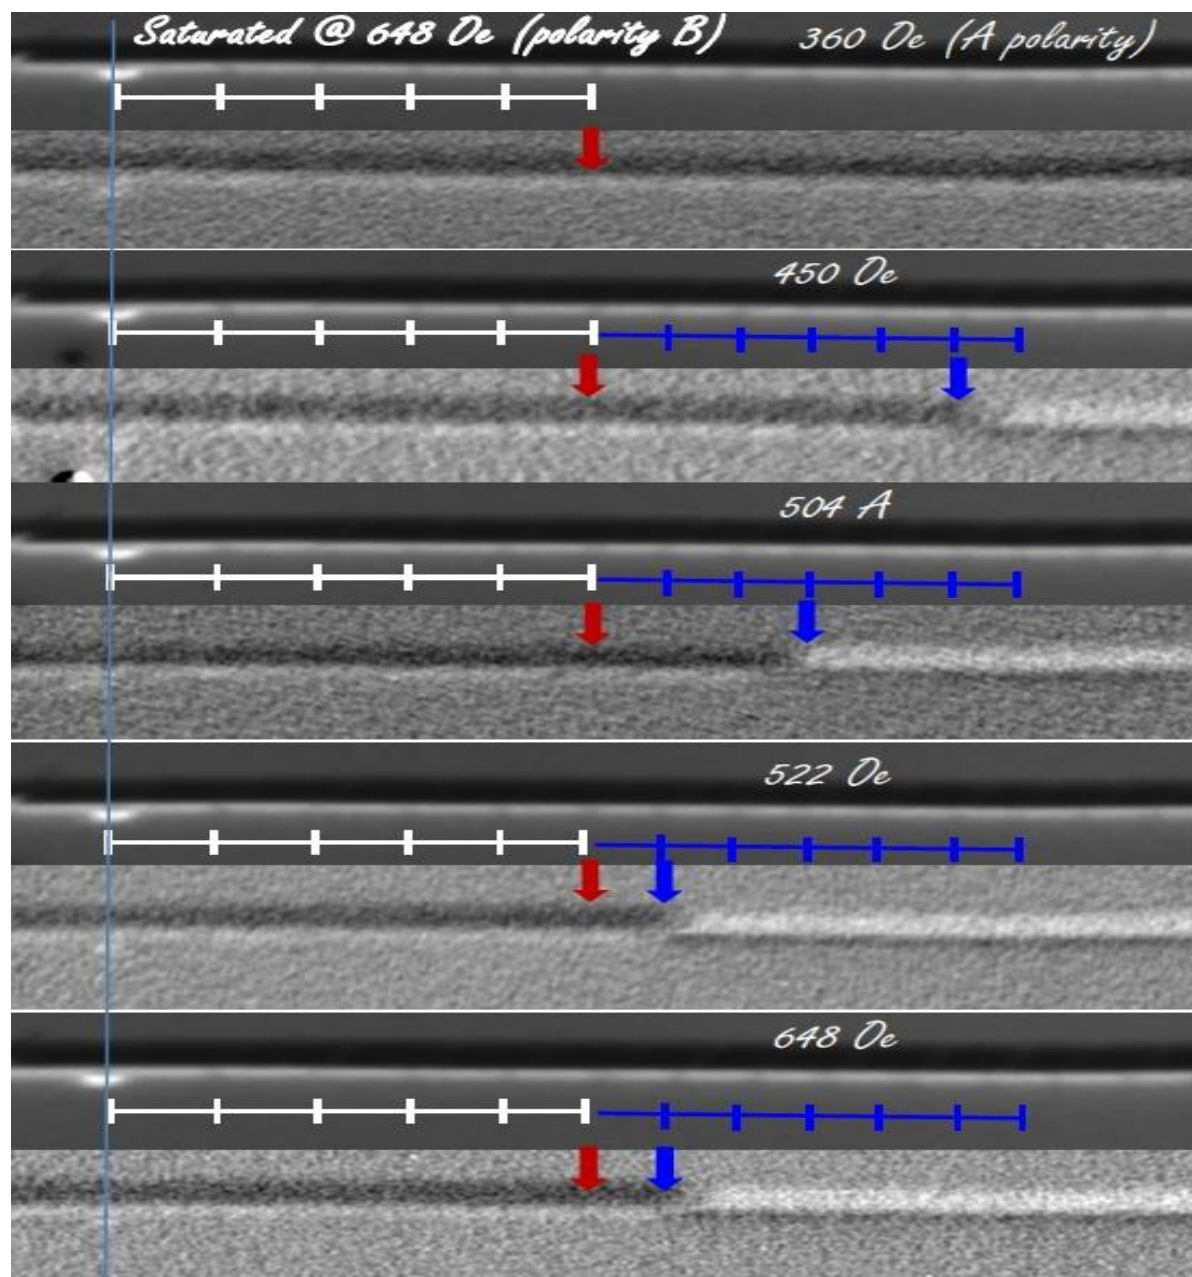 Saturated @ 648 Oe (polarity B)
360 Oe (A polarity)
450 Oe
504 A
522 Oe
648 Oe